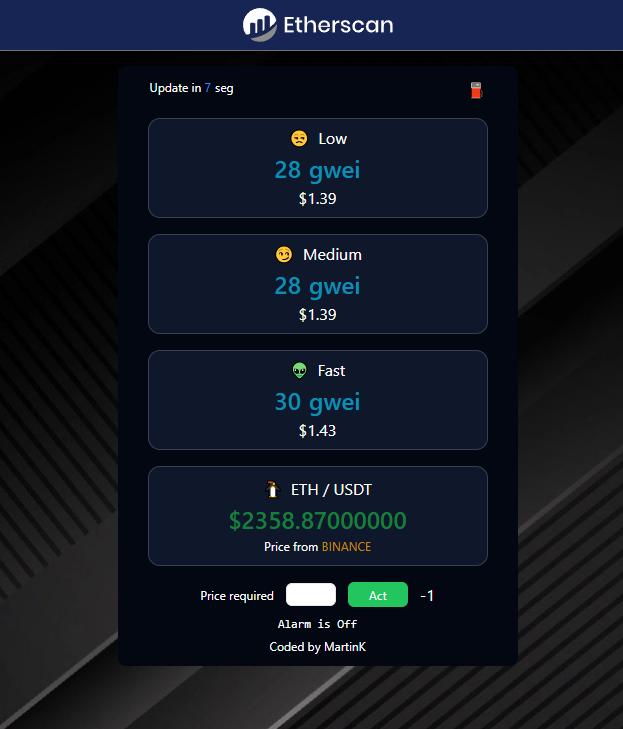 Etherscan
Update in 7 seg
Low
28 gwei
$1.39
Medium
28 gwei
$1.39
Fast
30 gwei
$1.43
ETH / USDT
$2358.87000000
Price from BINANCE
Price required Act -1
Alarm is Off
Coded by MartinK